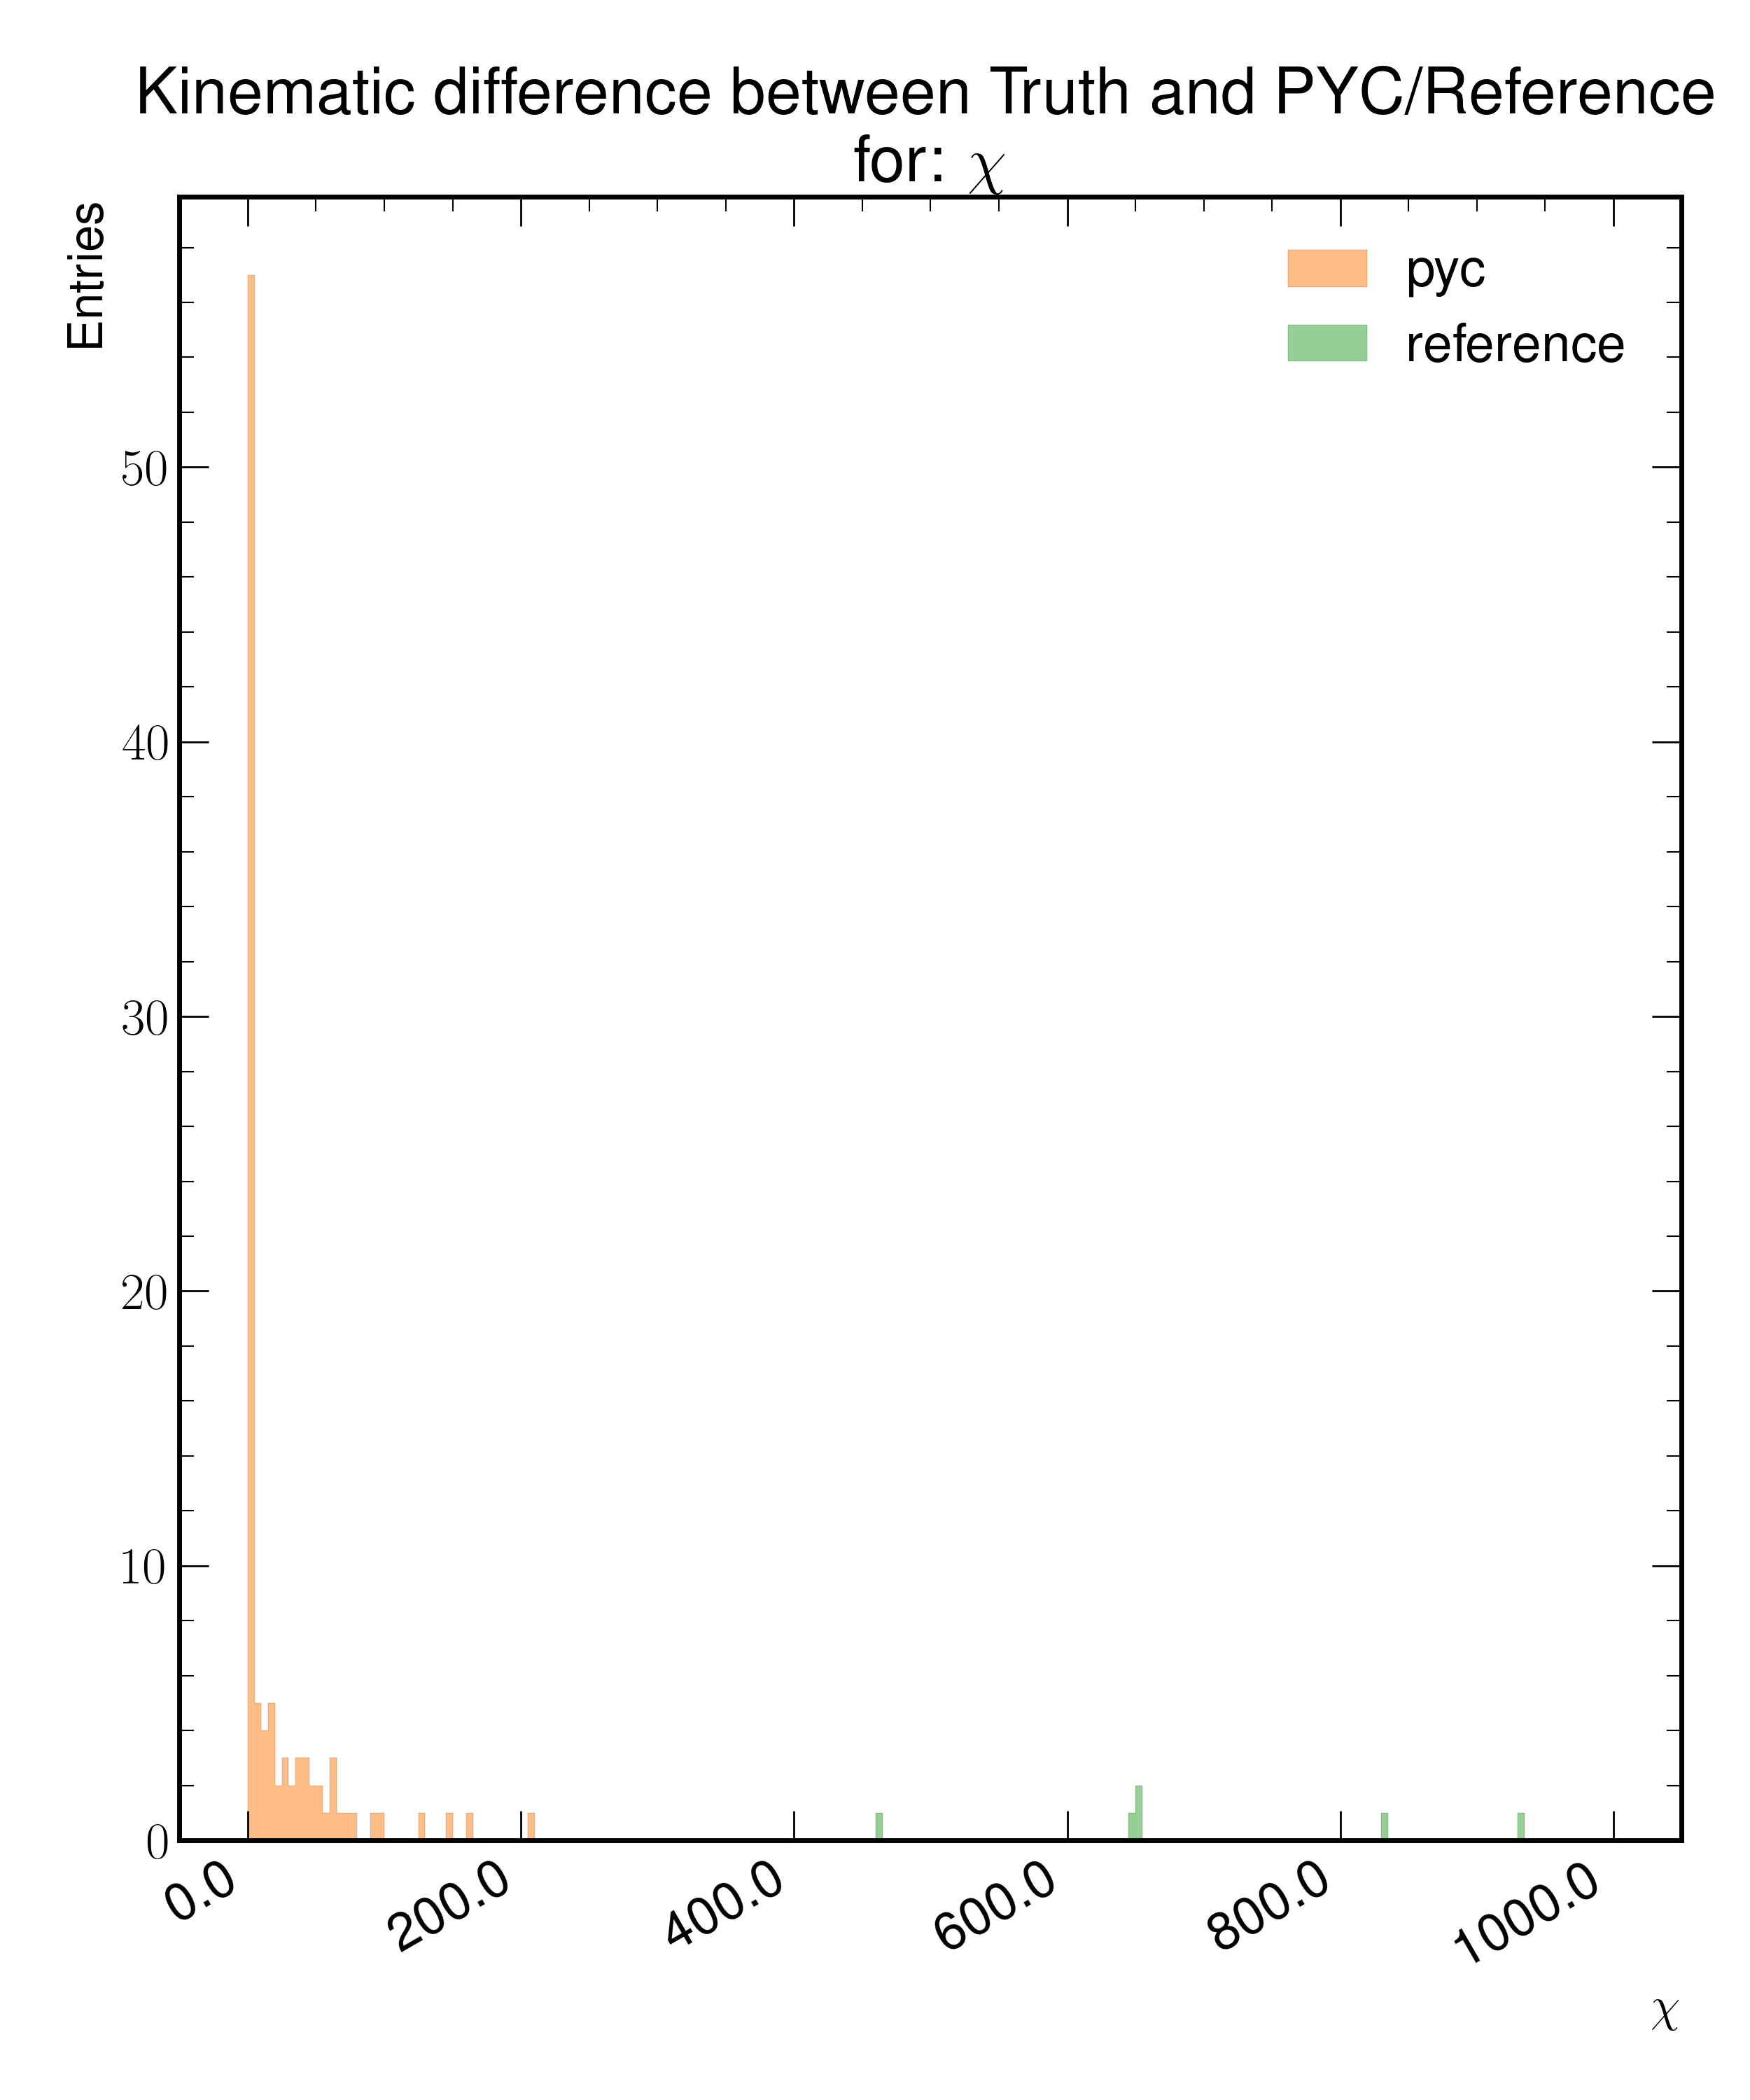 Kinematic difference between Truth and PYC/Reference
for: χ
Entries
pyc
reference
50
40
30
20
10
0
0.0 200.0 400.0 600.0 800.0 1000.0
χ